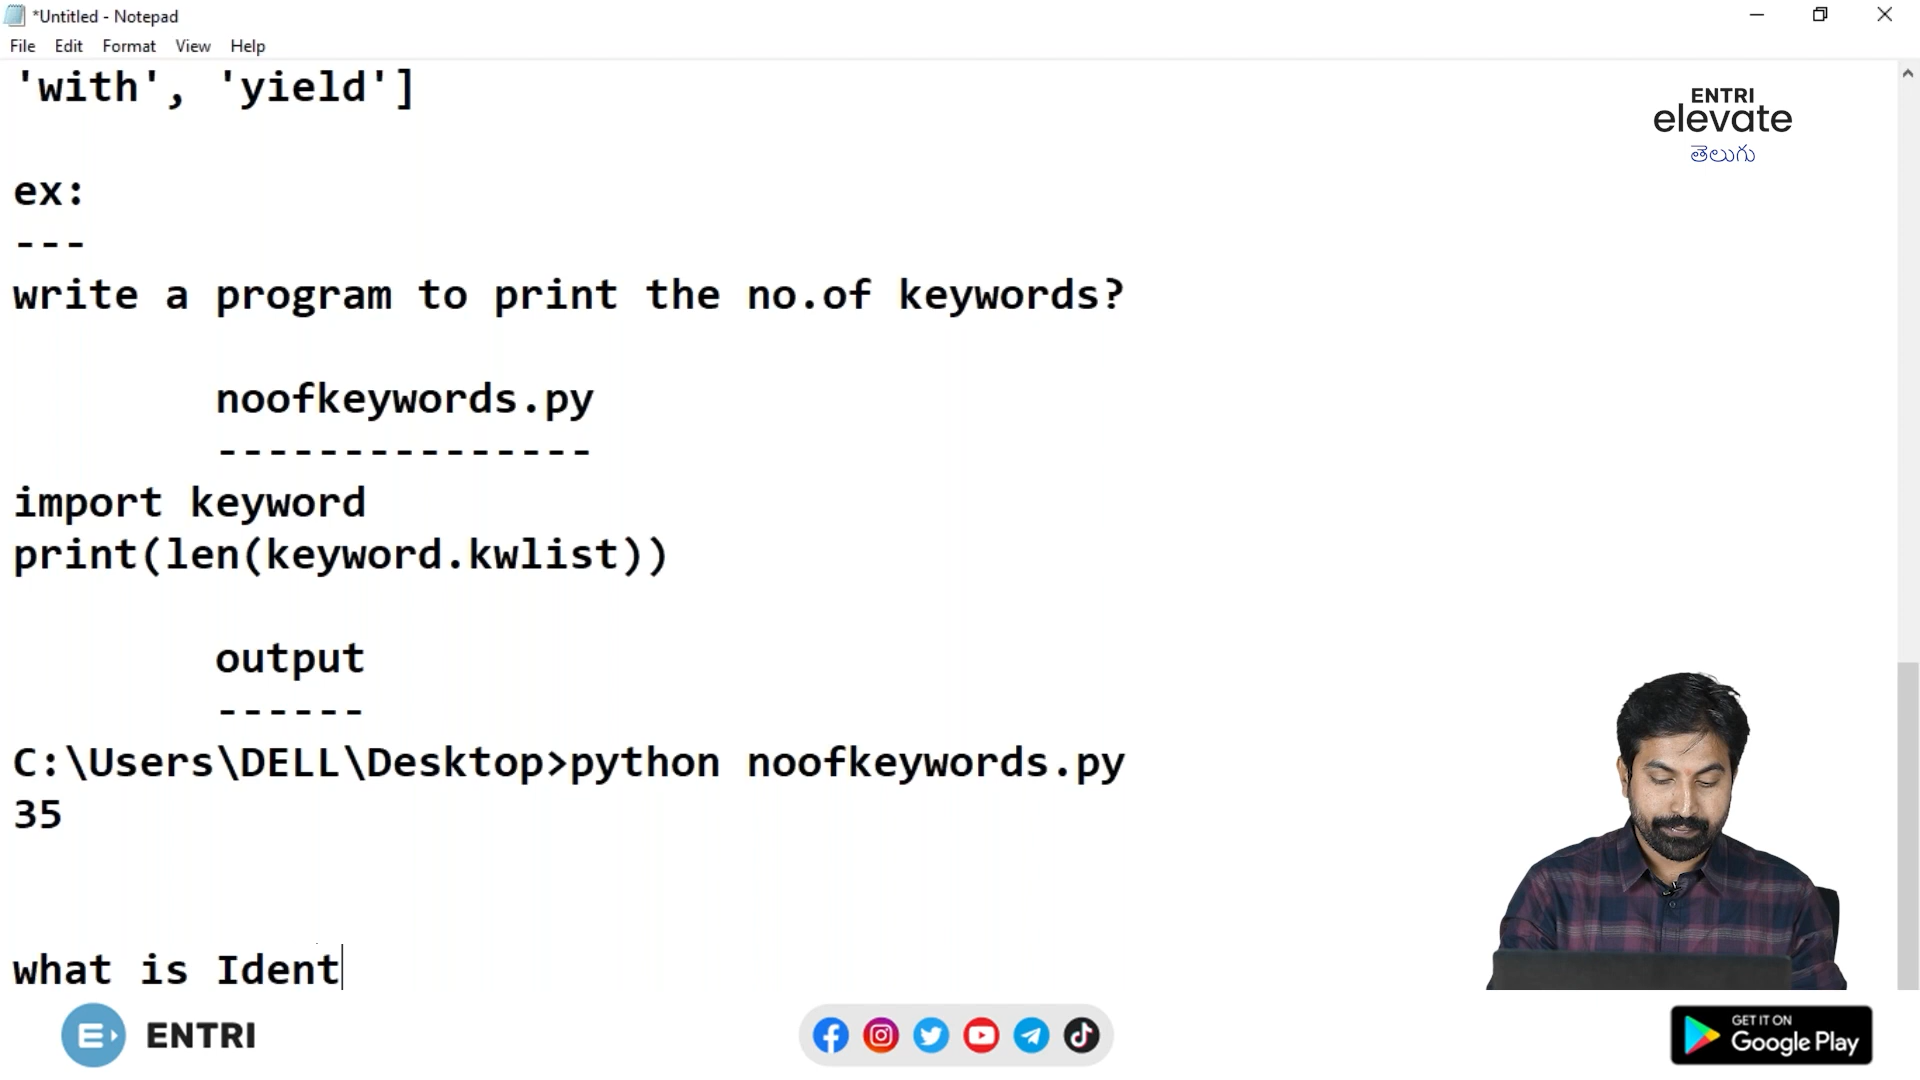 *Untitled - Notepad
File Edit Format View Help
'with', 'yield']
ENTRI
elevate
తెలుగు
ex:
---
write a program to print the no.of keywords?
noofkeywords.py
---------------
import keyword
print(len(keyword.kwlist))
output
------
C:\Users\DELL\Desktop>python noofkeywords.py
35
what is Ident
ENTRI
GET IT ON
Google Play